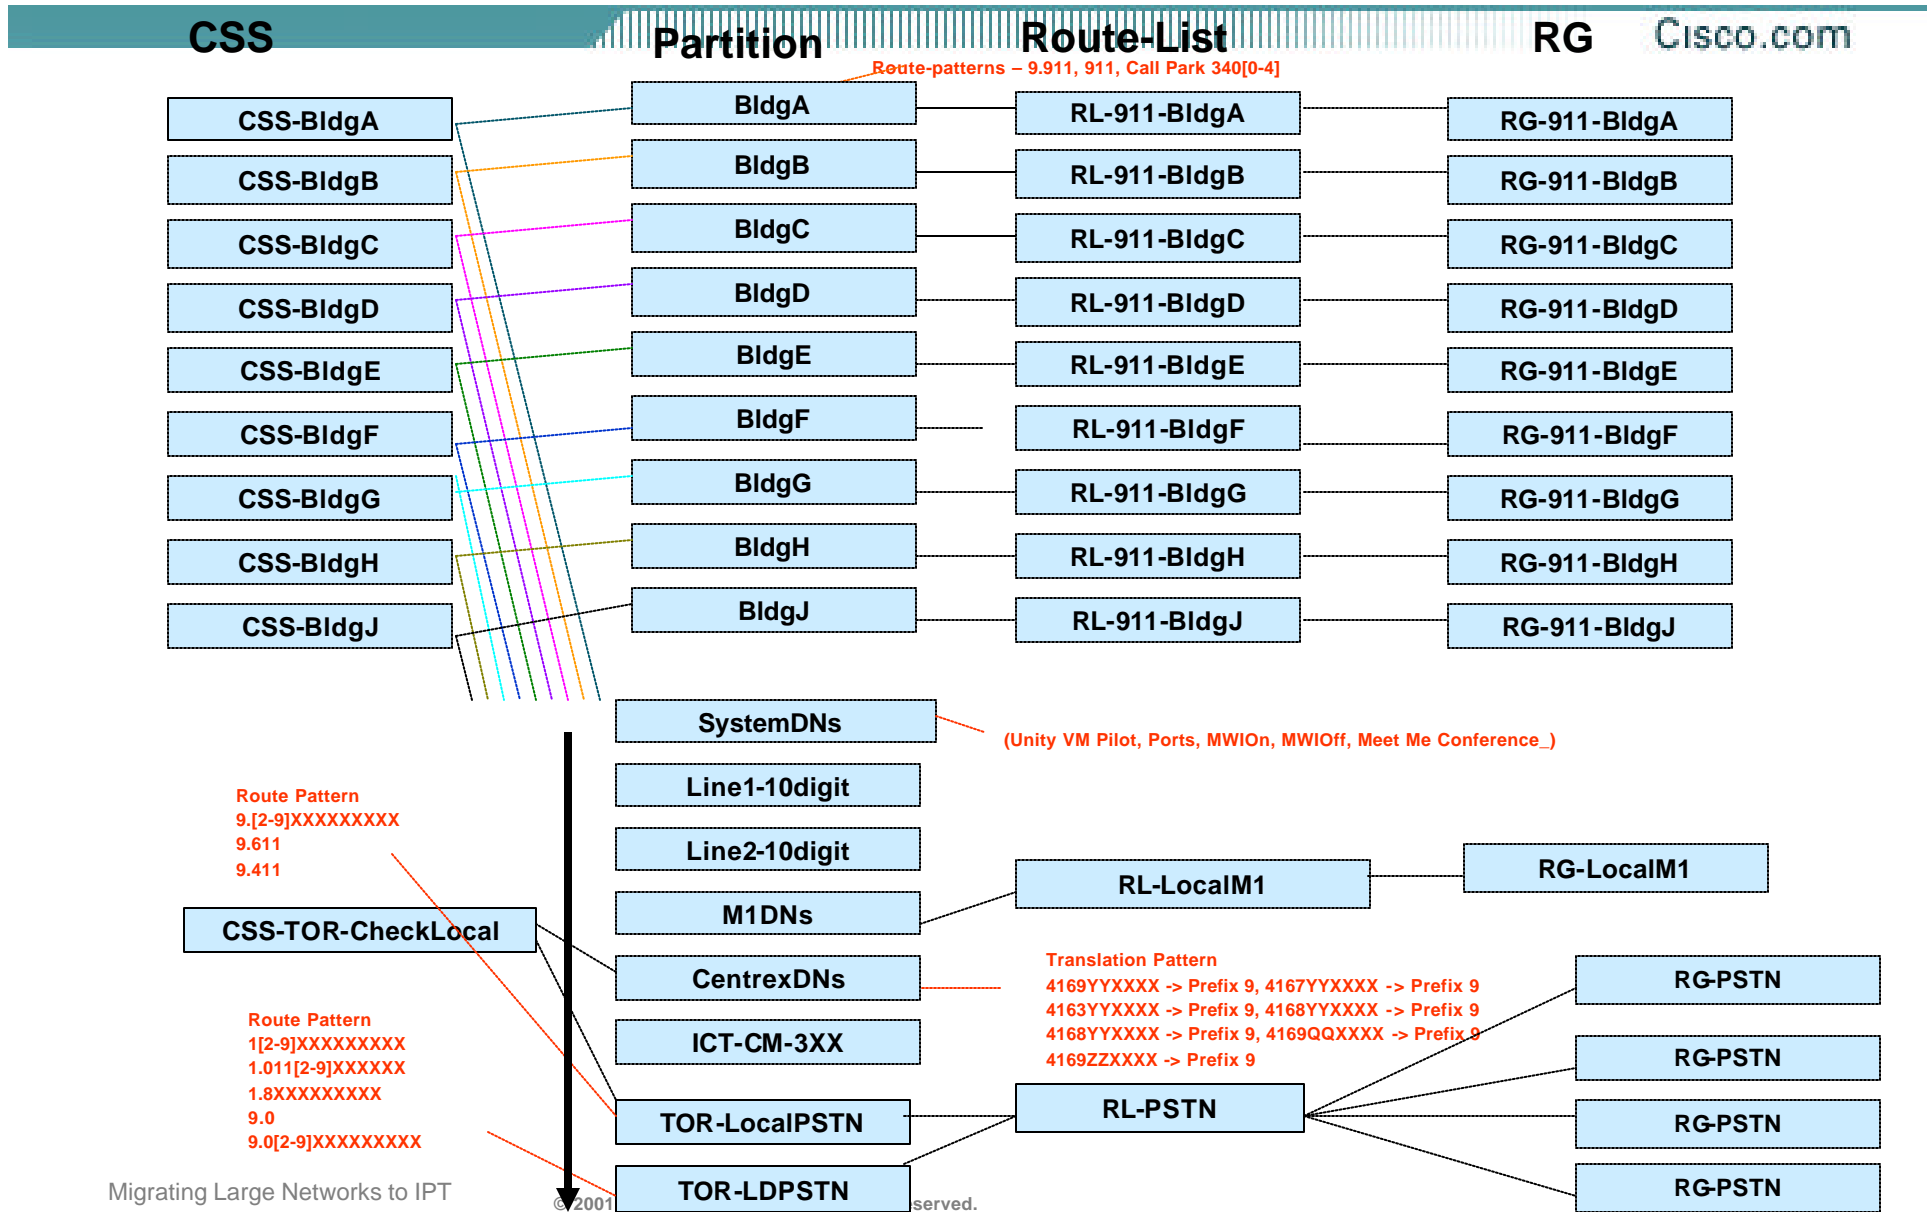 CSS
Partition
Route-List
RG
Cisco.com
Route-patterns – 9.911, 911, Call Park 340[0-4]
CSS-BldgA
BldgA
RL-911-BldgA
RG-911-BldgA
CSS-BldgB
BldgB
RL-911-BldgB
RG-911-BldgB
CSS-BldgC
BldgC
RL-911-BldgC
RG-911-BldgC
CSS-BldgD
BldgD
RL-911-BldgD
RG-911-BldgD
CSS-BldgE
BldgE
RL-911-BldgE
RG-911-BldgE
CSS-BldgF
BldgF
RL-911-BldgF
RG-911-BldgF
CSS-BldgG
BldgG
RL-911-BldgG
RG-911-BldgG
CSS-BldgH
BldgH
RL-911-BldgH
RG-911-BldgH
CSS-BldgJ
BldgJ
RL-911-BldgJ
RG-911-BldgJ
SystemDNs
(Unity VM Pilot, Ports, MWIOn, MWIOff, Meet Me Conference_)
Line1-10digit
Route Pattern
9.[2-9]XXXXXXXXX
9.611
9.411
Line2-10digit
RL-LocalM1
RG-LocalM1
M1DNs
CSS-TOR-CheckLocal
CentrexDNs
Translation Pattern
4169YYXXXX -> Prefix 9, 4167YYXXXX -> Prefix 9
4163YYXXXX -> Prefix 9, 4168YYXXXX -> Prefix 9
4168YYXXXX -> Prefix 9, 4169QQXXXX -> Prefix 9
4169ZZXXXX -> Prefix 9
RG-PSTN
Route Pattern
1[2-9]XXXXXXXXX
1.011[2-9]XXXXXX
1.8XXXXXXXXX
9.0
9.0[2-9]XXXXXXXXX
ICT-CM-3XX
RG-PSTN
TOR-LocalPSTN
RL-PSTN
RG-PSTN
TOR-LDPSTN
RG-PSTN
Migrating Large Networks to IPT
© 2001
served.